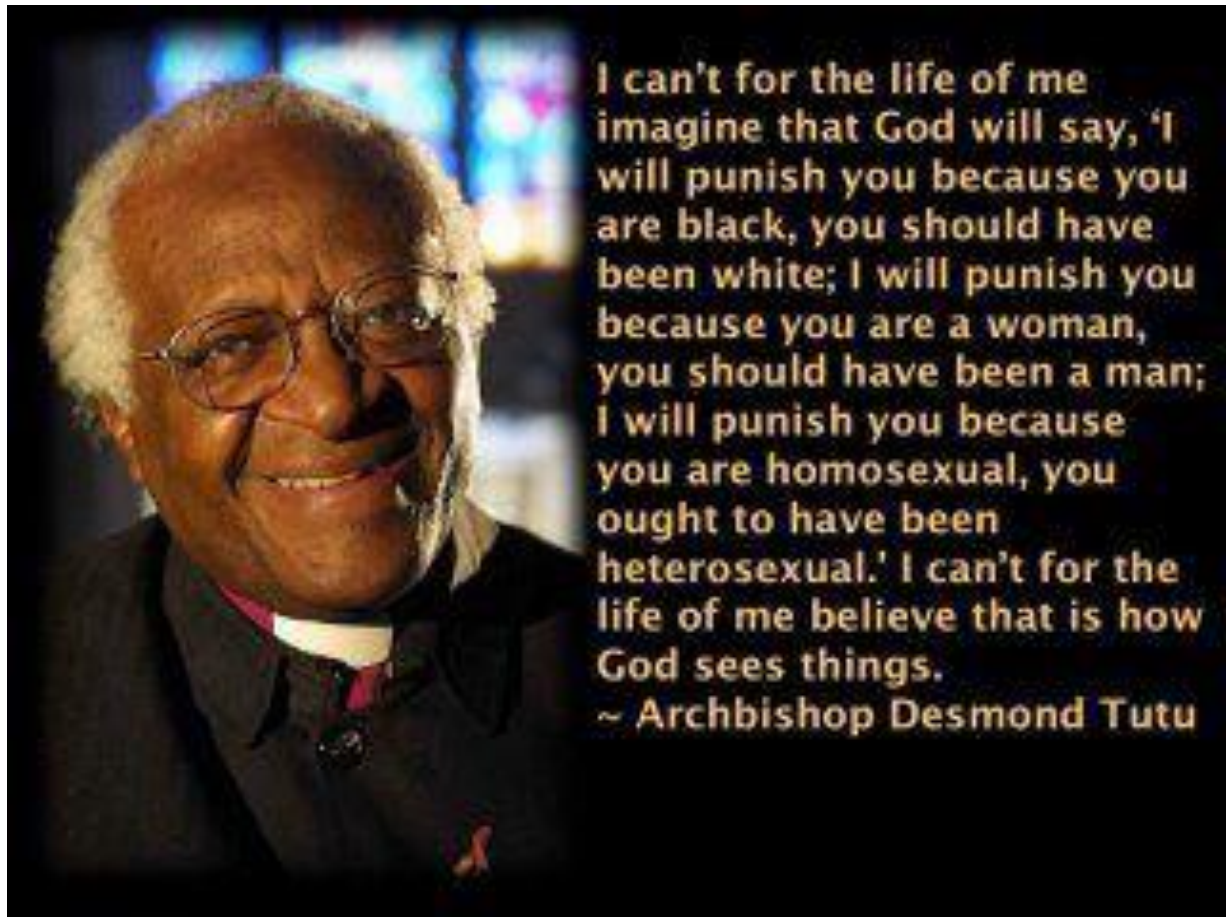 I can't for the life of me
imagine that God will say, ‘I
will punish you because you
are black, you should have
been white; I will punish you
because you are a woman,
you should have been a man;
I will punish you because
you are homosexual, you
ought to have been
heterosexual.' I can't for the
life of me believe that is how
God sees things.
~ Archbishop Desmond Tutu